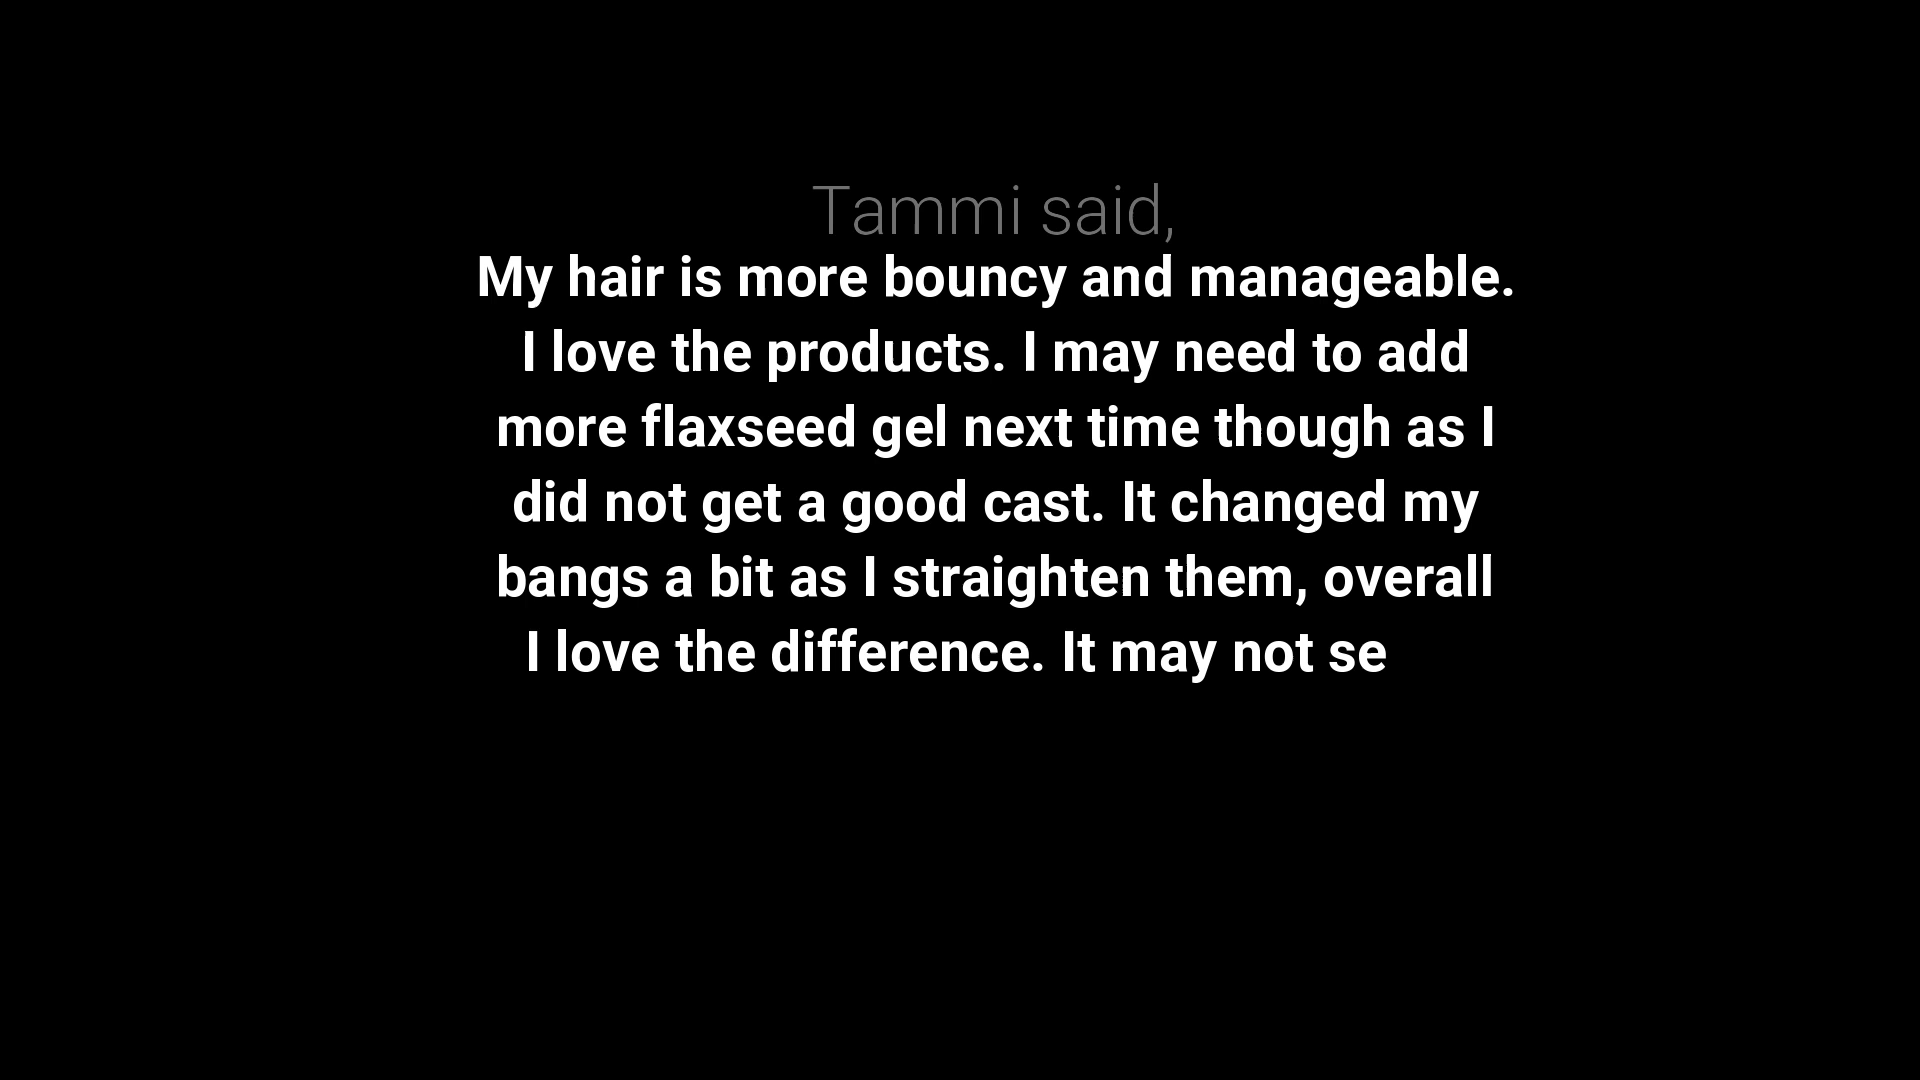 Tammi said,
My hair is more bouncy and manageable.
I love the products. I may need to add
more flaxseed gel next time though as I
did not get a good cast. It changed my
bangs a bit as I straighten them, overall
I love the difference. It may not se